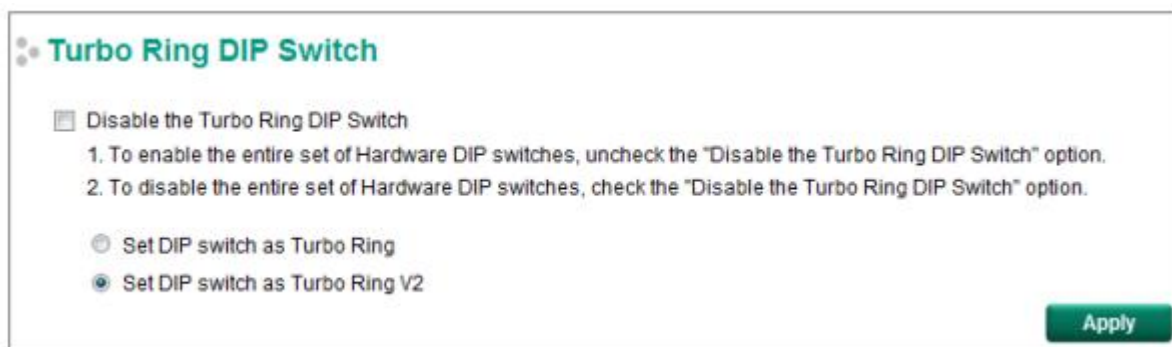 Turbo Ring DIP Switch
Disable the Turbo Ring DIP Switch
1. To enable the entire set of Hardware DIP switches, uncheck the "Disable the Turbo Ring DIP Switch" option.
2. To disable the entire set of Hardware DIP switches, check the "Disable the Turbo Ring DIP Switch" option.
Set DIP switch as Turbo Ring
Set DIP switch as Turbo Ring V2
Apply